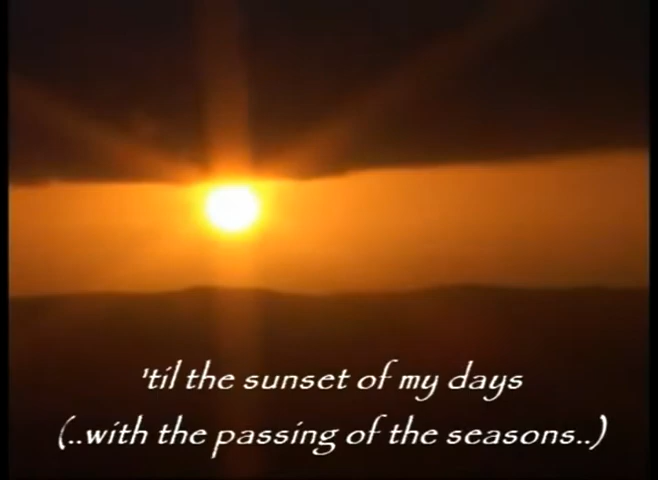 'til the sunset of my days
(..with the passing of the seasons..)